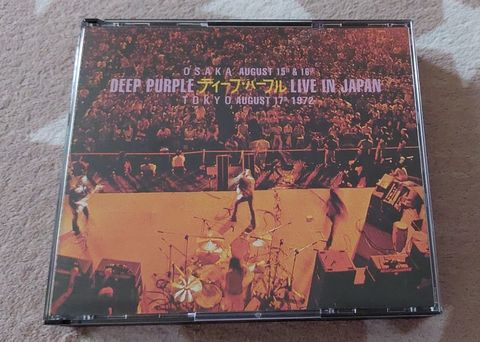 OSAKA AUGUST 15th & 16th
DEEP PURPLE ディープ・パープル LIVE IN JAPAN
TOKYO AUGUST 17th 1972